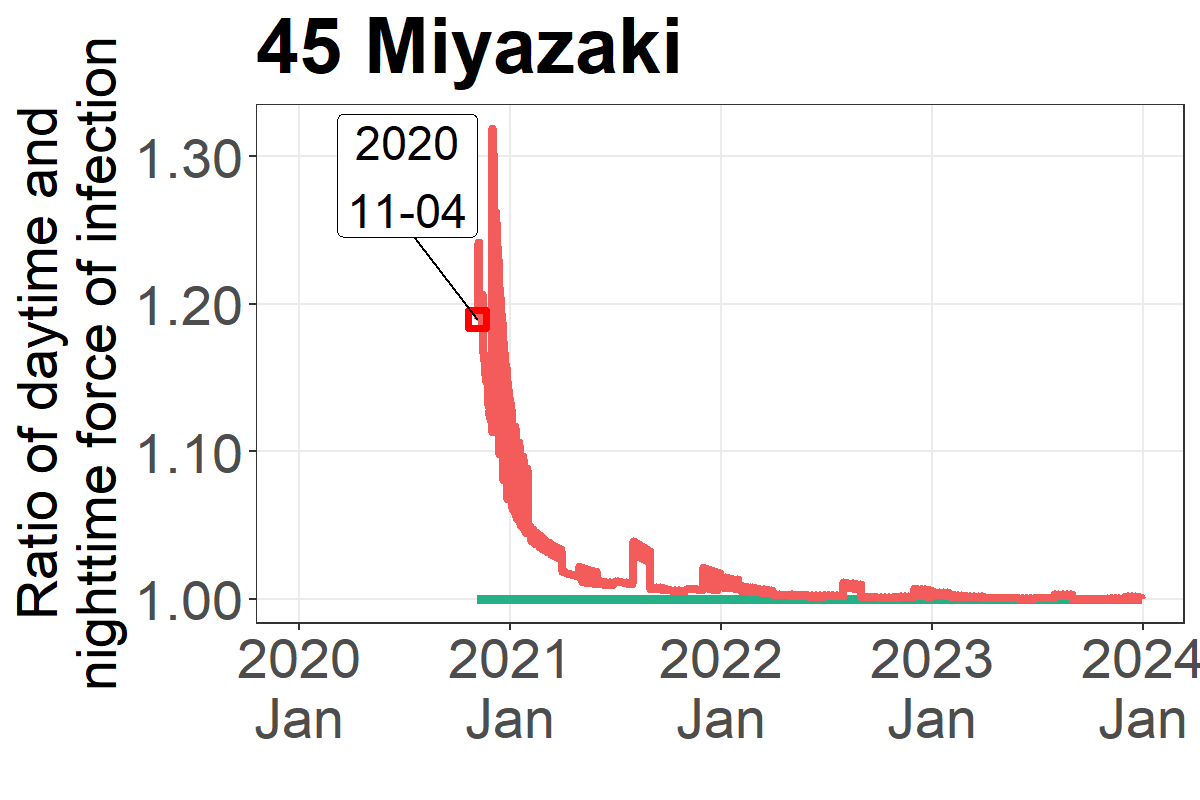 45 Miyazaki
Ratio of daytime and
nighttime force of infection
1.30
1.20
1.10
1.00
2020
11-04
2020 2021 2022 2023 2024
Jan Jan Jan Jan Jan